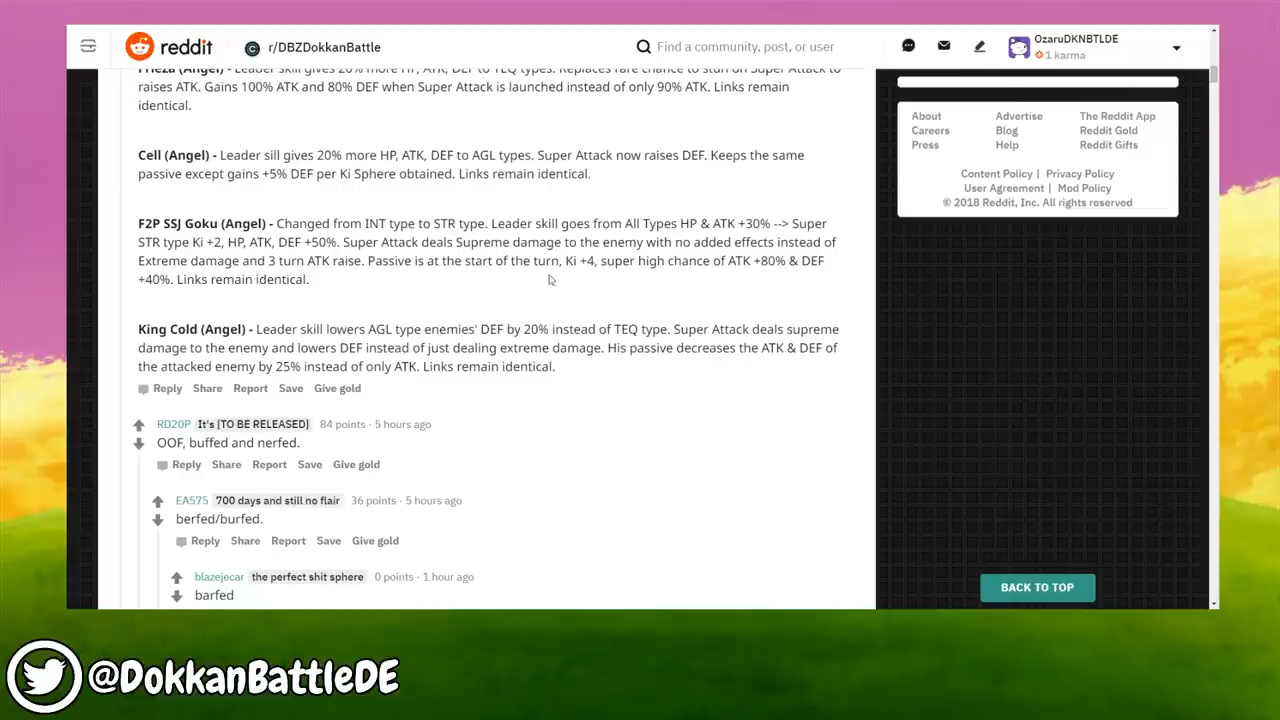 reddit
r/DBZDokkanBattle
Find a community, post, or user
OzaruDKNBTLDE
1 karma
Frieza (Angel) - Leader skill gives 20% more HP, ATK, DEF to TEQ types. Replaces rare chance to stun on Super Attack to
raises ATK. Gains 100% ATK and 80% DEF when Super Attack is launched instead of only 90% ATK. Links remain
identical.
Cell (Angel) - Leader sill gives 20% more HP, ATK, DEF to AGL types. Super Attack now raises DEF. Keeps the same
passive except gains +5% DEF per Ki Sphere obtained. Links remain identical.
F2P SSJ Goku (Angel) - Changed from INT type to STR type. Leader skill goes from All Types HP & ATK +30% --> Super
STR type Ki +2, HP, ATK, DEF +50%. Super Attack deals Supreme damage to the enemy with no added effects instead of
Extreme damage and 3 turn ATK raise. Passive is at the start of the turn, Ki +4, super high chance of ATK +80% & DEF
+40%. Links remain identical.
King Cold (Angel) - Leader skill lowers AGL type enemies' DEF by 20% instead of TEQ type. Super Attack deals supreme
damage to the enemy and lowers DEF instead of just dealing extreme damage. His passive decreases the ATK & DEF of
the attacked enemy by 25% instead of only ATK. Links remain identical.
Reply Share Report Save Give gold
RD20P It's [TO BE RELEASED] 84 points · 5 hours ago
OOF, buffed and nerfed.
Reply Share Report Save Give gold
EA575 700 days and still no flair 36 points · 5 hours ago
berfed/burfed.
Reply Share Report Save Give gold
blazejecar the perfect shit sphere 0 points · 1 hour ago
barfed
About Advertise The Reddit App
Careers Blog Reddit Gold
Press Help Reddit Gifts
Content Policy | Privacy Policy
User Agreement | Mod Policy
© 2018 Reddit, Inc. All rights reserved
BACK TO TOP
@DokkanBattleDE